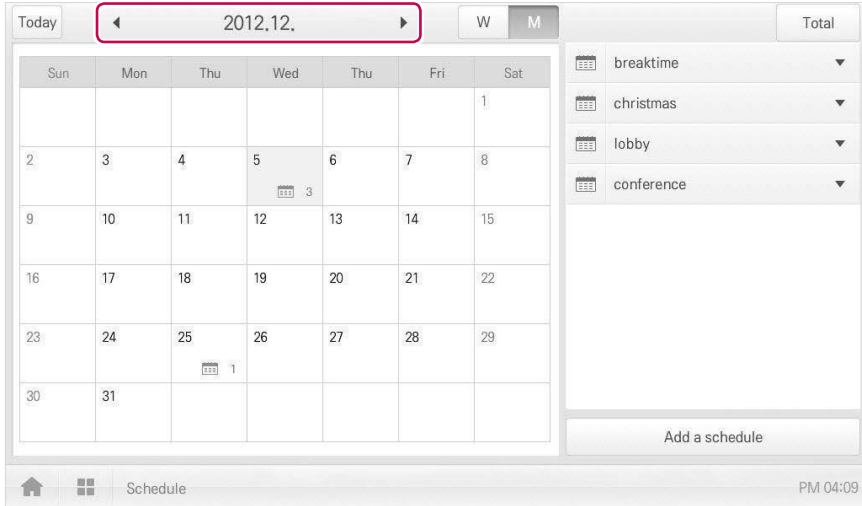 Today 2012.12. W M Total
Sun Mon Thu Wed Thu Fri Sat
1
2 3 4 5 6 7 8
3
9 10 11 12 13 14 15
16 17 18 19 20 21 22
23 24 25 26 27 28 29
1
30 31
breaktime
christmas
lobby
conference
Add a schedule
Schedule PM 04:09